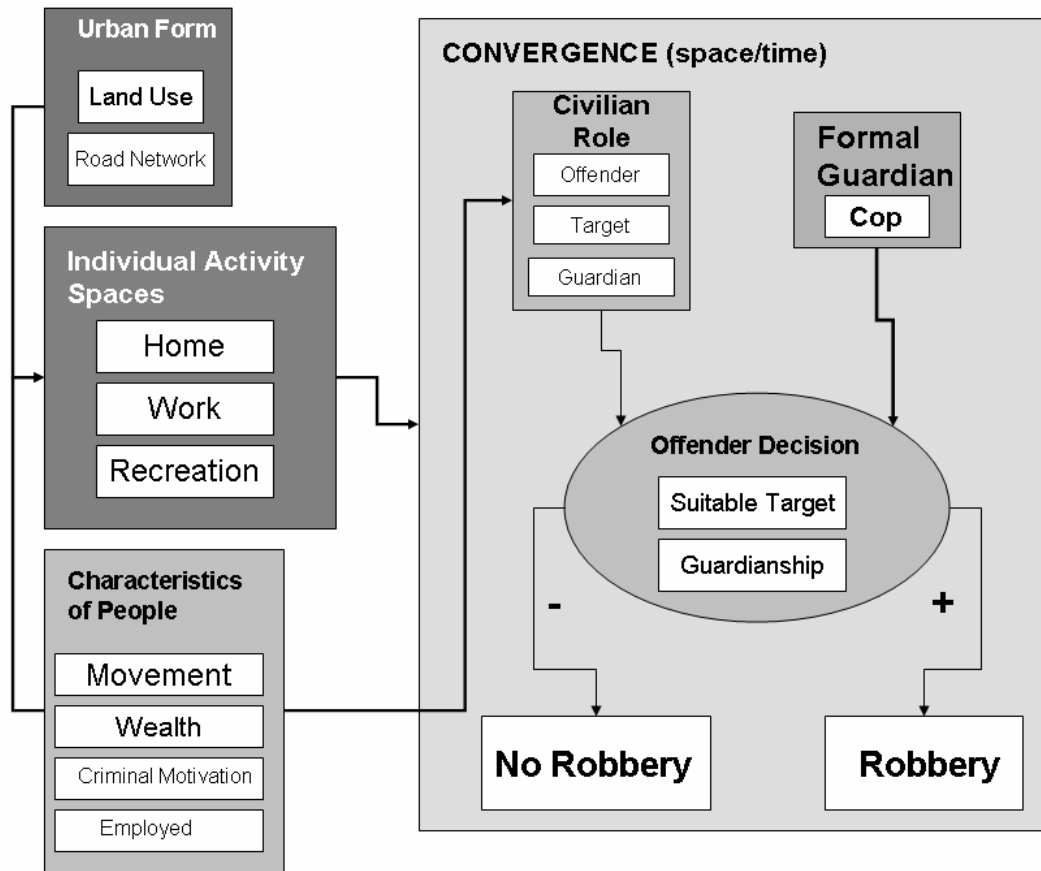 Urban Form
Land Use
Road Network
Individual Activity
Spaces
Home
Work
Recreation
Characteristics
of People
Movement
Wealth
Criminal Motivation
Employed
CONVERGENCE (space/time)
Civilian
Role
Offender
Target
Guardian
Formal
Guardian
Cop
Offender Decision
Suitable Target
Guardianship
-
+
No Robbery
Robbery